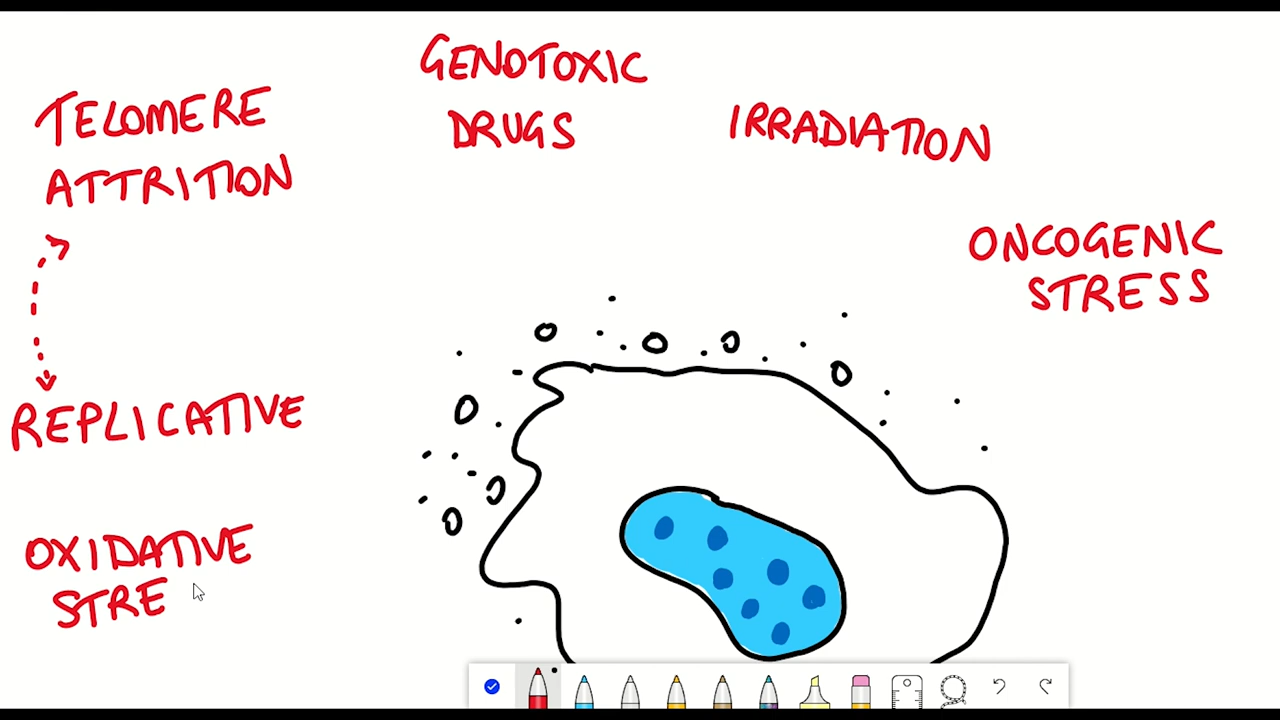 GENOTOXIC
DRUGS
TELOMERE
ATTRITION
IRRADIATION
ONCOGENIC
STRESS
REPLICATIVE
OXIDATIVE
STRE